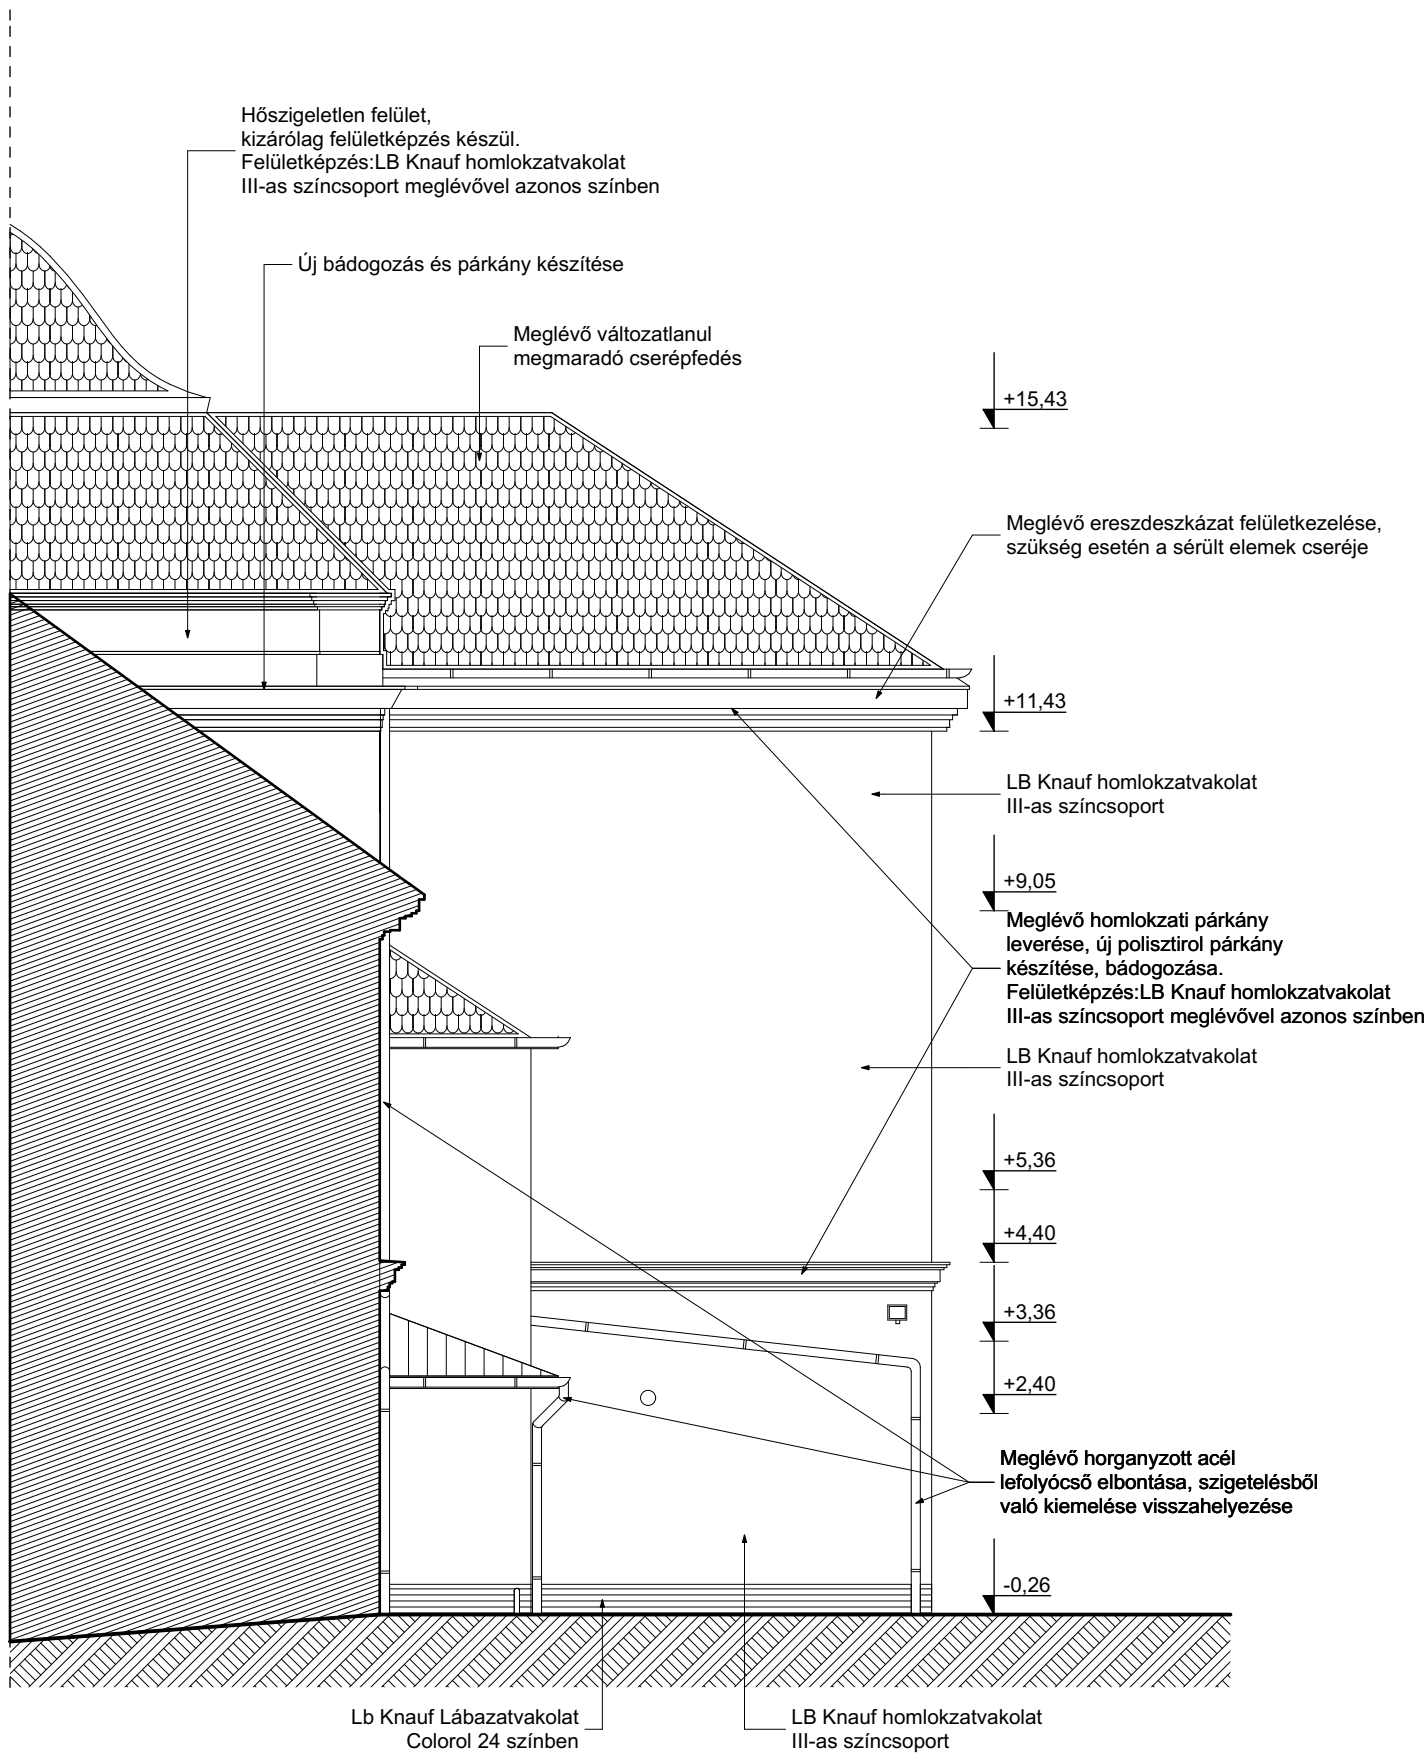 Hőszigeletlen felület,
kizárólag felületképzés készül.
Felületképzés:LB Knauf homlokzatvakolat
III-as színcsoport meglévővel azonos színben
Új bádogozás és párkány készítése
Meglévő változatlanul
megmaradó cserépfedés
+15,43
Meglévő ereszdeszkázat felületkezelése,
szükség esetén a sérült elemek cseréje
+11,43
LB Knauf homlokzatvakolat
III-as színcsoport
+9,05
Meglévő homlokzati párkány
leverése, új polisztirol párkány
készítése, bádogozása.
Felületképzés:LB Knauf homlokzatvakolat
III-as színcsoport meglévővel azonos színben
LB Knauf homlokzatvakolat
III-as színcsoport
+5,36
+4,40
+3,36
+2,40
Meglévő horganyzott acél
lefolyócső elbontása, szigetelésből
való kiemelése visszahelyezése
-0,26
Lb Knauf Lábazatvakolat
Colorol 24 színben
LB Knauf homlokzatvakolat
III-as színcsoport